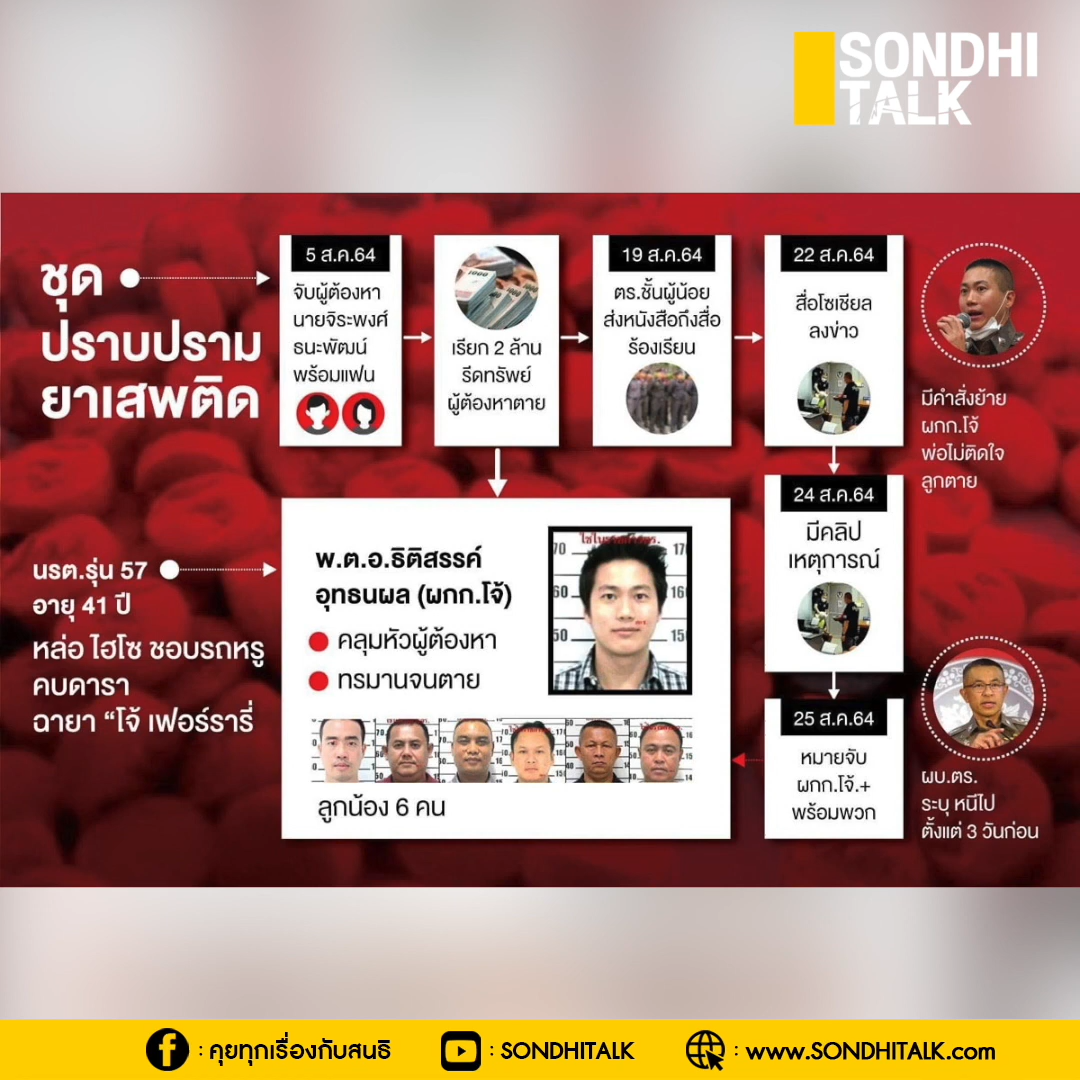 SONDHI
TALK
ชุด
ปราบปราม
ยาเสพติด
5 ส.ค.64
จับผู้ต้องหา
นายจิระพงศ์
ธนะพัฒน์
พร้อมแฟน
เรียก 2 ล้าน
รีดทรัพย์
ผู้ต้องหาตาย
19 ส.ค.64
ตร.ชั้นผู้น้อย
ส่งหนังสือถึงสื่อ
ร้องเรียน
22 ส.ค.64
สื่อโซเชียล
ลงข่าว
มีคำสั่งย้าย
ผกก.โจ้
พ่อไม่ติดใจ
ลูกตาย
24 ส.ค.64
มีคลิป
เหตุการณ์
25 ส.ค.64
หมายจับ
ผกก.โจ้.+
พร้อมพวก
ผบ.ตร.
ระบุ หนีไป
ตั้งแต่ 3 วันก่อน
นรต.รุ่น 57
อายุ 41 ปี
หล่อ ไฮโซ ชอบรถหรู
คบดารา
ฉายา “โจ้ เฟอร์รารี่
พ.ต.อ.ธิติสรรค์
อุทธนผล (ผกก.โจ้)
คลุมหัวผู้ต้องหา
ทรมานจนตาย
ลูกน้อง 6 คน
: คุยทุกเรื่องกับสนธิ
: SONDHITALK
: www.SONDHITALK.com